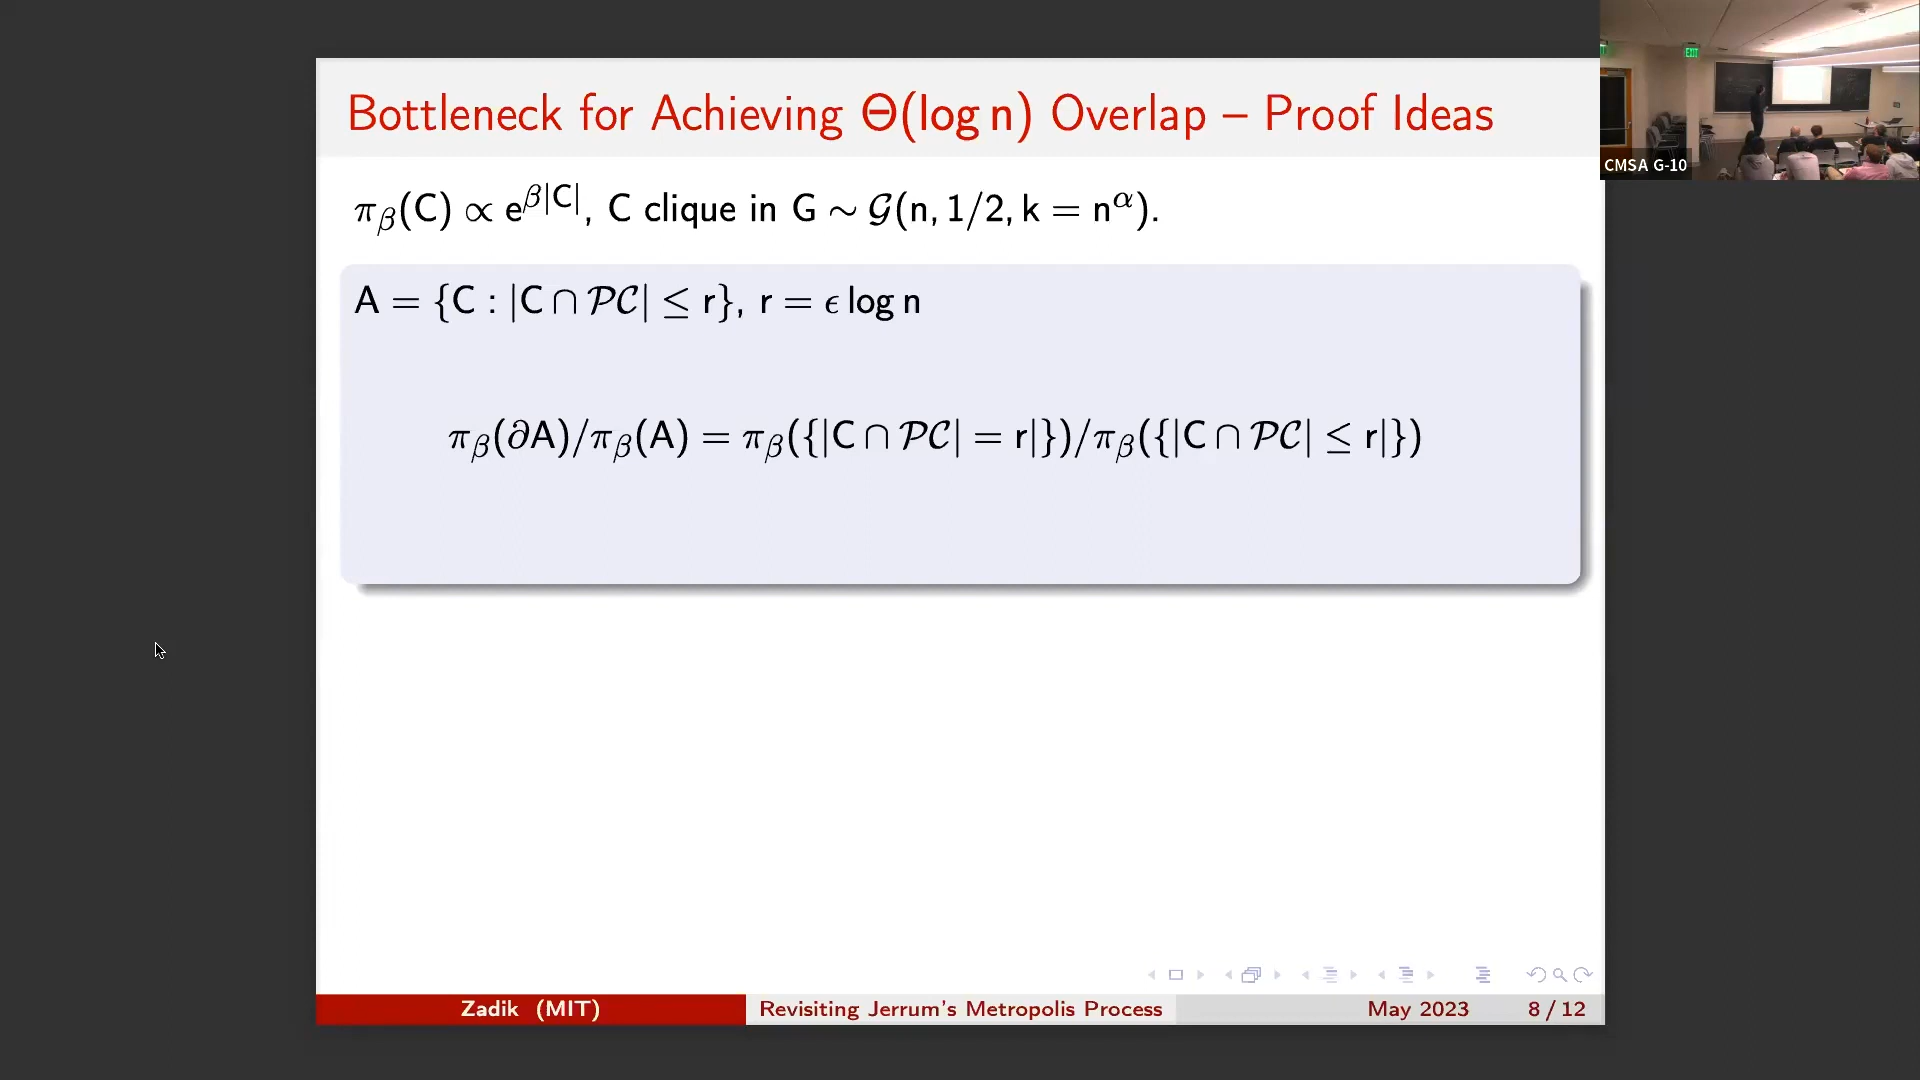 Bottleneck for Achieving Θ(log n) Overlap – Proof Ideas
EXIT
CMSA G-10
π_β(C) ∝ e^{β|C|}, C clique in G ∼ 𝒢(n, 1/2, k = n^α).
A = {C : |C ∩ 𝒫𝒞| ≤ r}, r = ϵ log n
π_β(∂A)/π_β(A) = π_β({|C ∩ 𝒫𝒞| = r|})/π_β({|C ∩ 𝒫𝒞| ≤ r|})
Zadik (MIT)
Revisiting Jerrum's Metropolis Process
May 2023
8 / 12